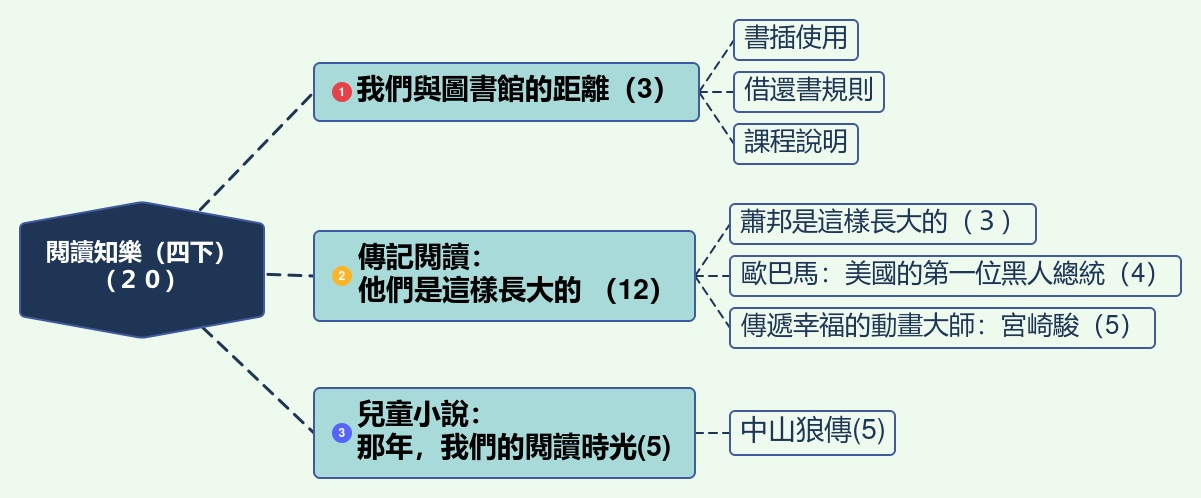 閱讀知樂（四下）
（２０）
1 我們與圖書館的距離（3）
書插使用
借還書規則
課程說明
2 傳記閱讀：
他們是這樣長大的 （12）
蕭邦是這樣長大的（３）
歐巴馬：美國的第一位黑人總統（4）
傳遞幸福的動畫大師：宮崎駿（5）
3 兒童小說：
那年，我們的閱讀時光(5)
中山狼傳(5)